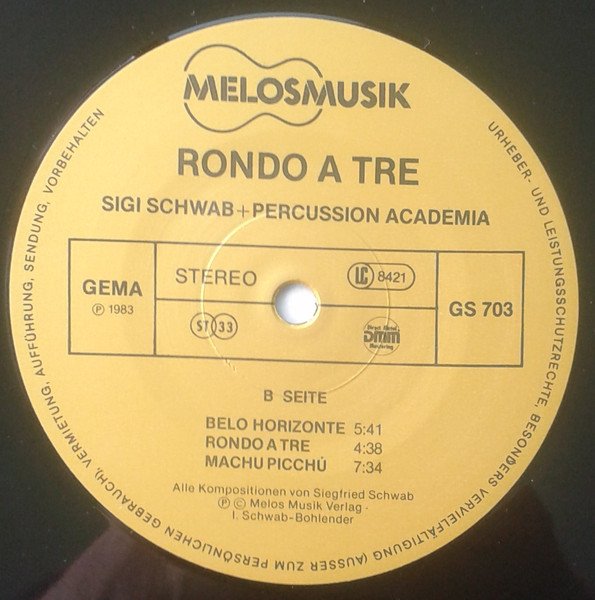 MELOSMUSIK
RONDO A TRE
SIGI SCHWAB + PERCUSSION ACADEMIA
GEMA
Ⓟ 1983
STEREO
LC 8421
ST 33
Direct Metal
DMM
Mastering
GS 703
B SEITE
BELO HORIZONTE 5:41
RONDO A TRE 4:38
MACHU PICCHÚ 7:34
Alle Kompositionen von Siegfried Schwab
Ⓟ © Melos Musik Verlag -
I. Schwab-Bohlender
URHEBER- UND LEISTUNGSSCHUTZRECHTE, BESONDERS VERVIELFÄLTIGUNG (AUSSER ZUM PERSÖNLICHEN GEBRAUCH), VERMIETUNG, AUFFÜHRUNG, SENDUNG, VORBEHALTEN